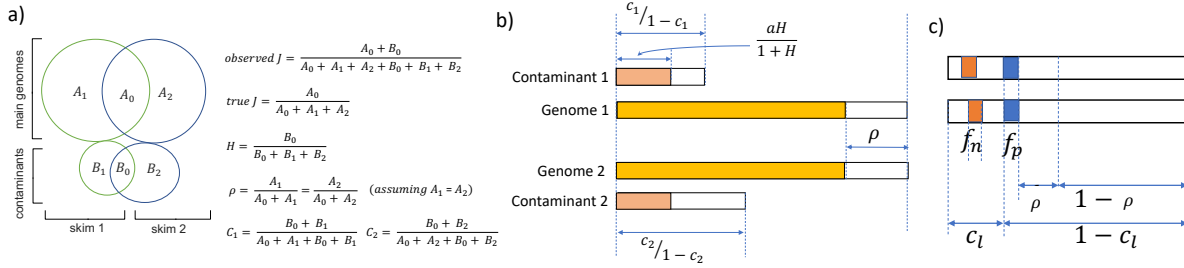 a)
main genomes
contaminants
A₁
A₀
A₂
B₁
B₀
B₂
skim 1
skim 2
observed J = (A₀ + B₀) / (A₀ + A₁ + A₂ + B₀ + B₁ + B₂)
true J = A₀ / (A₀ + A₁ + A₂)
H = B₀ / (B₀ + B₁ + B₂)
ρ = A₁ / (A₀ + A₁) = A₂ / (A₀ + A₂) (assuming A₁ = A₂)
C₁ = (B₀ + B₁) / (A₀ + A₁ + B₀ + B₁) C₂ = (B₀ + B₂) / (A₀ + A₂ + B₀ + B₂)
b)
c₁/1 − c₁
aH / (1 + H)
Contaminant 1
Genome 1
ρ
Genome 2
Contaminant 2
c₂/1 − c₂
c)
fₙ
fₚ
ρ
1 − ρ
c_l
1 − c_l